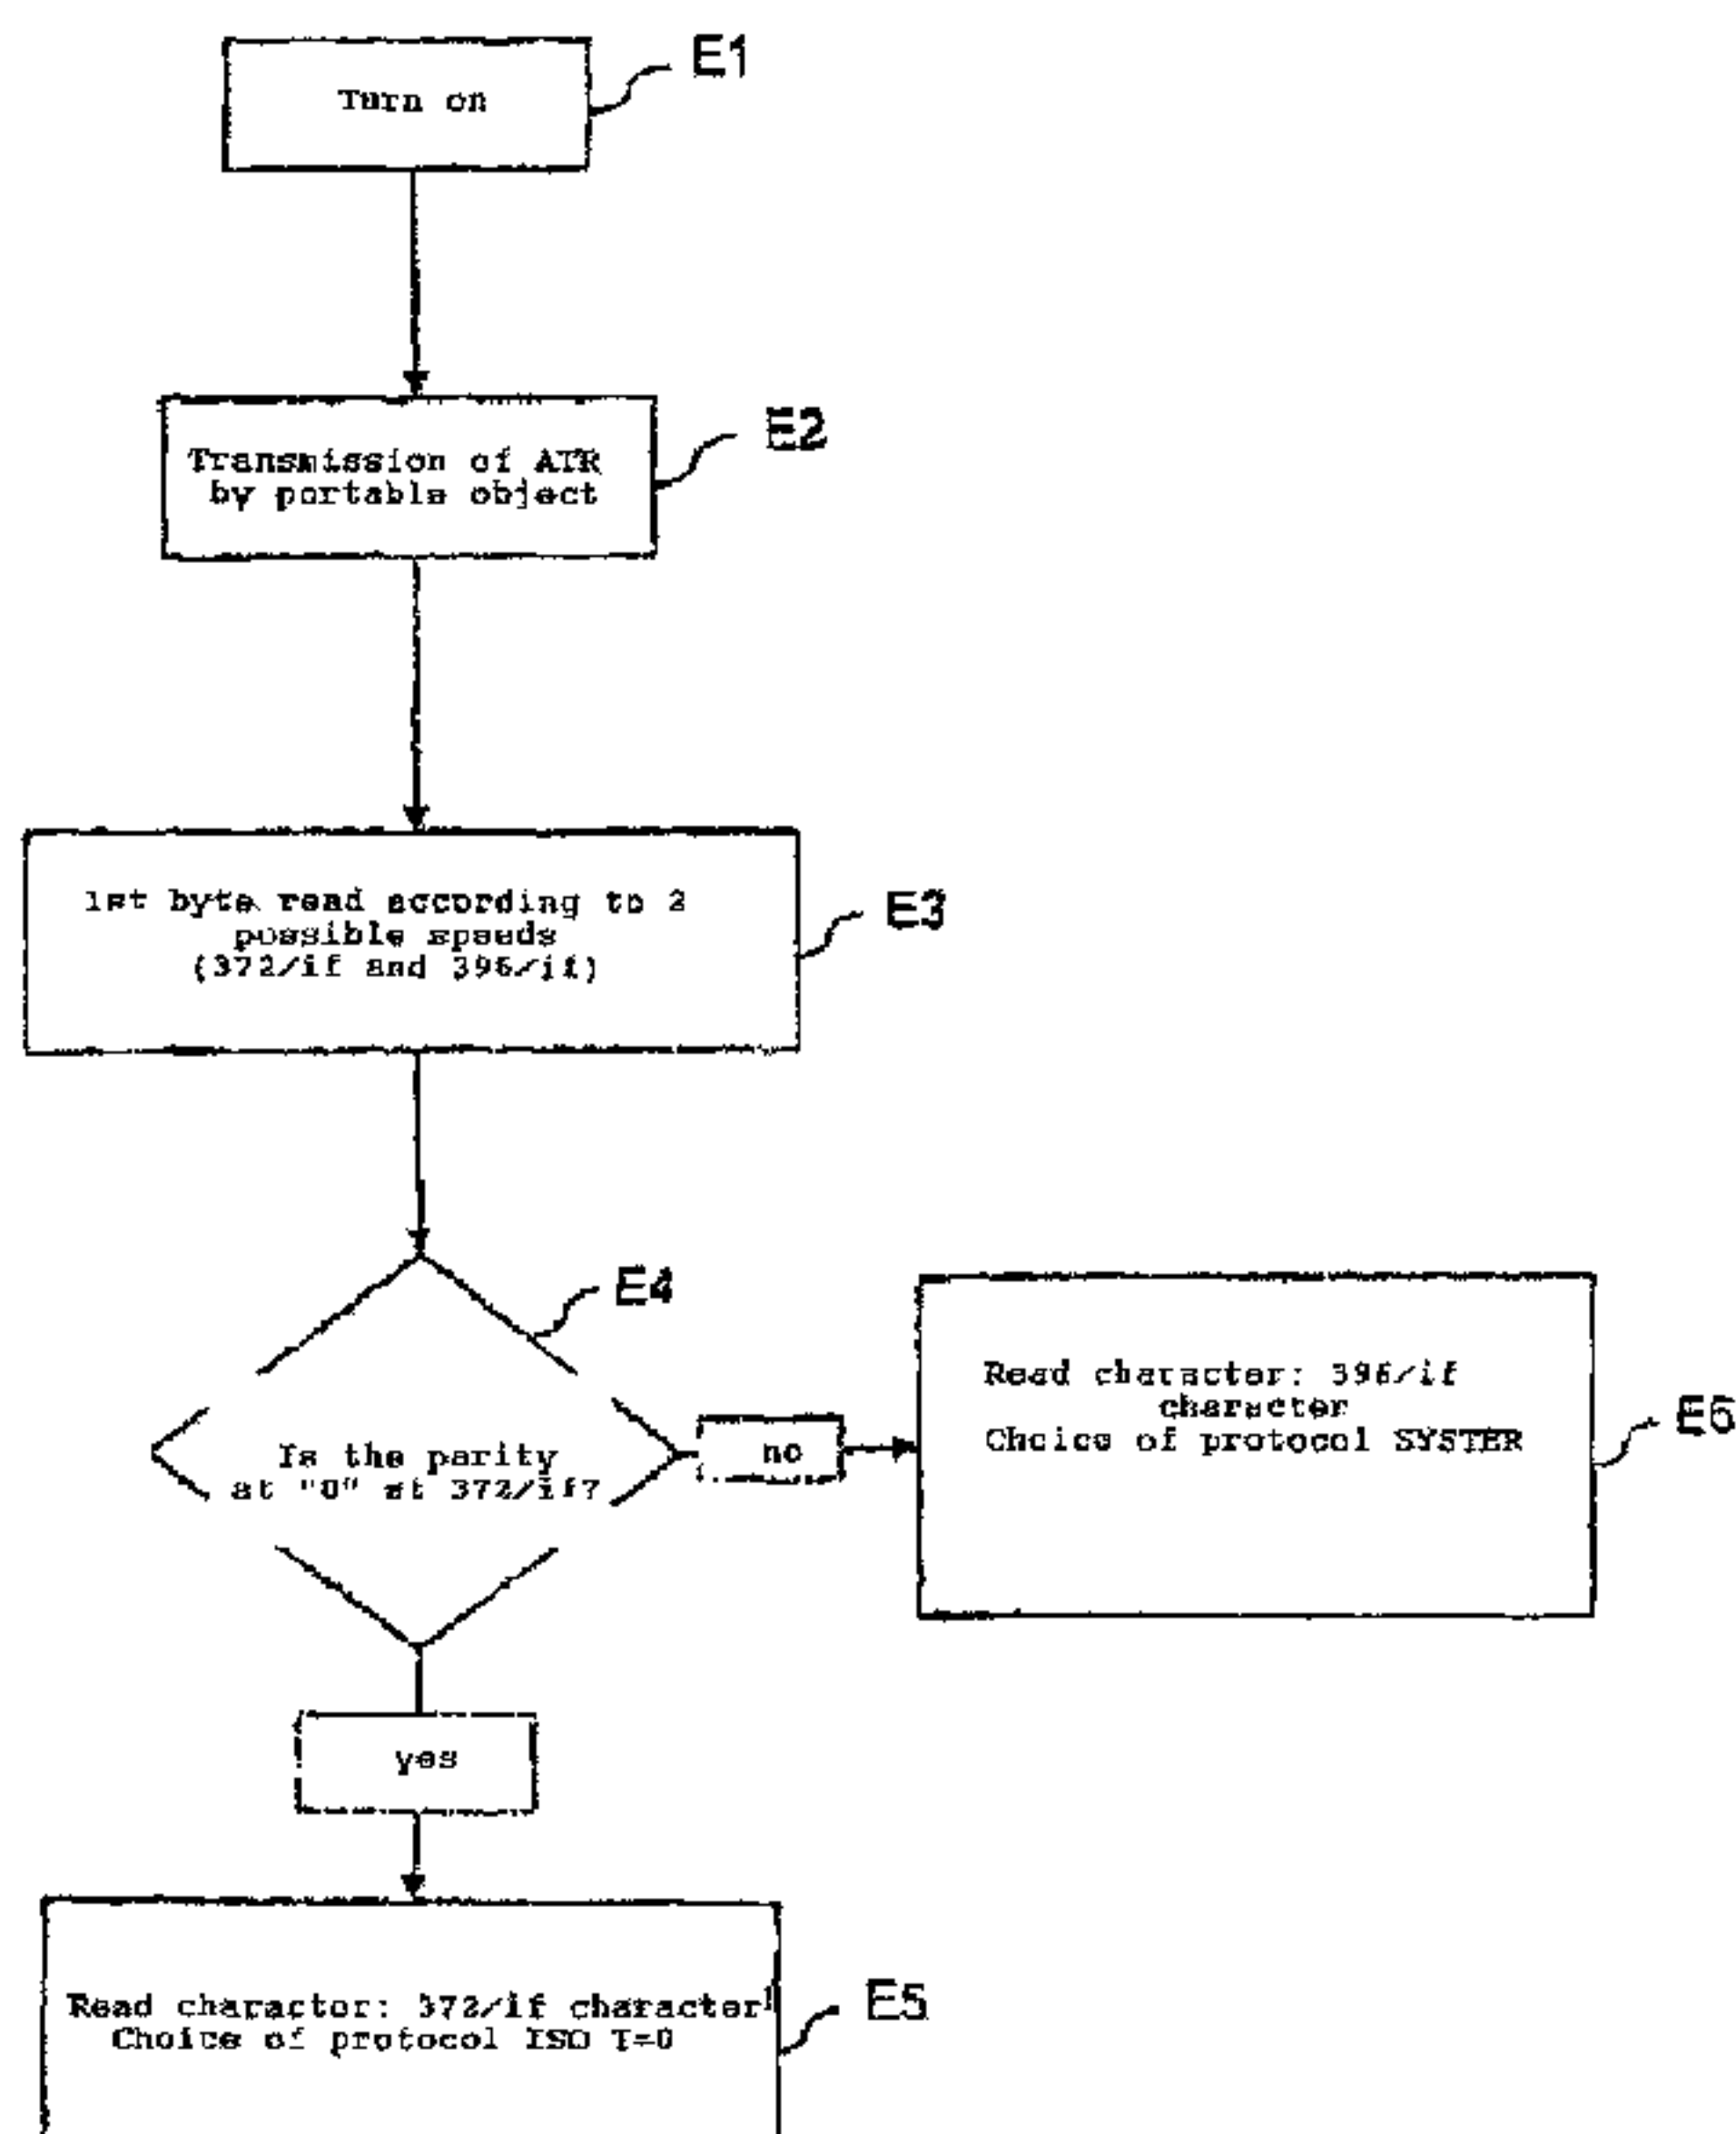 Turn on
E1
Transmission of ATR
by portable object
E2
1st byte read according to 2
possible speeds
(372/if and 396/if)
E3
E4
Is the parity
at "0" at 372/if?
no
Read character: 396/if
character
Choice of protocol SYSTER
E6
yes
Read character: 372/if character
Choice of protocol ISO T=0
E5